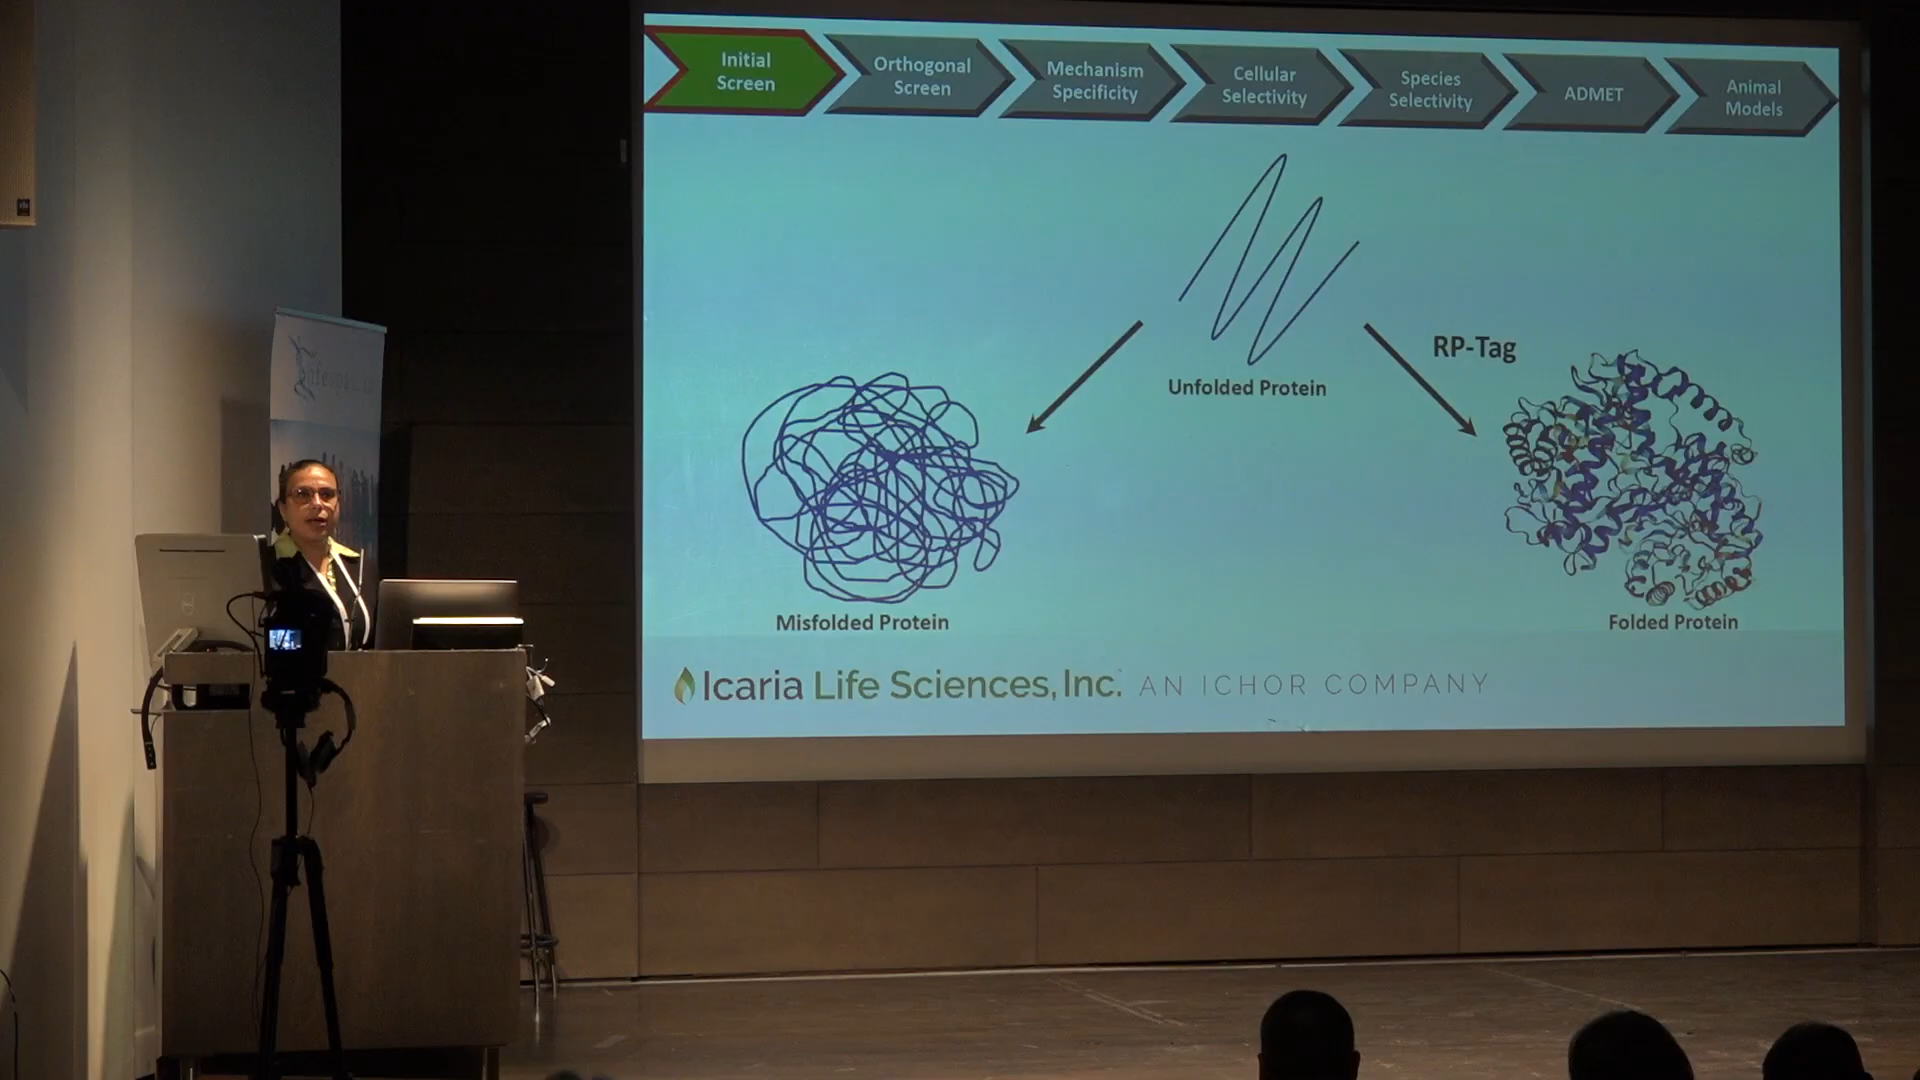 Initial
Screen
Orthogonal
Screen
Mechanism
Specificity
Cellular
Selectivity
Species
Selectivity
ADMET
Animal
Models
RP-Tag
Unfolded Protein
Misfolded Protein
Folded Protein
Icaria Life Sciences, Inc. AN ICHOR COMPANY